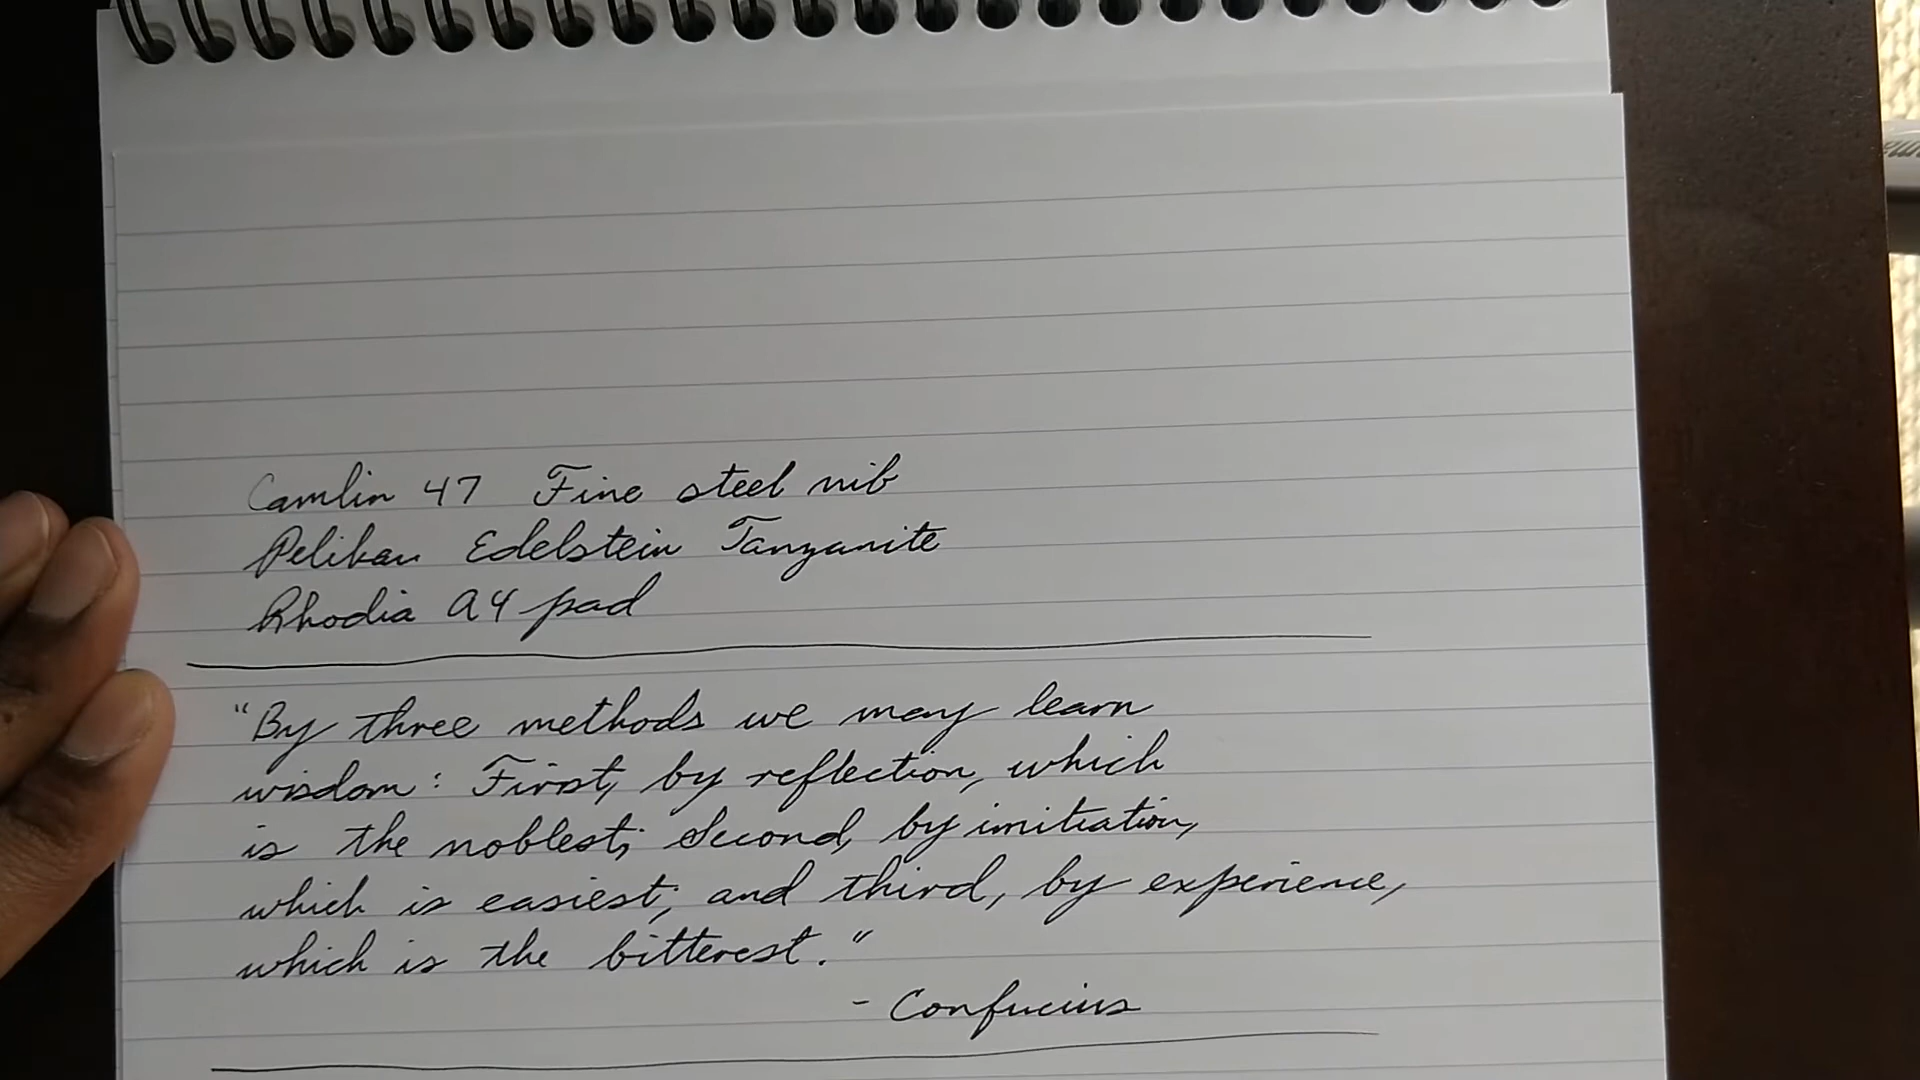 Camlin 47 Fine steel nib
Pelikan Edelstein Tanzanite
Rhodia A4 pad
"By three methods we may learn
wisdom: First, by reflection, which
is the noblest; Second, by imitation,
which is easiest; and third, by experience,
which is the bitterest."
- Confucius